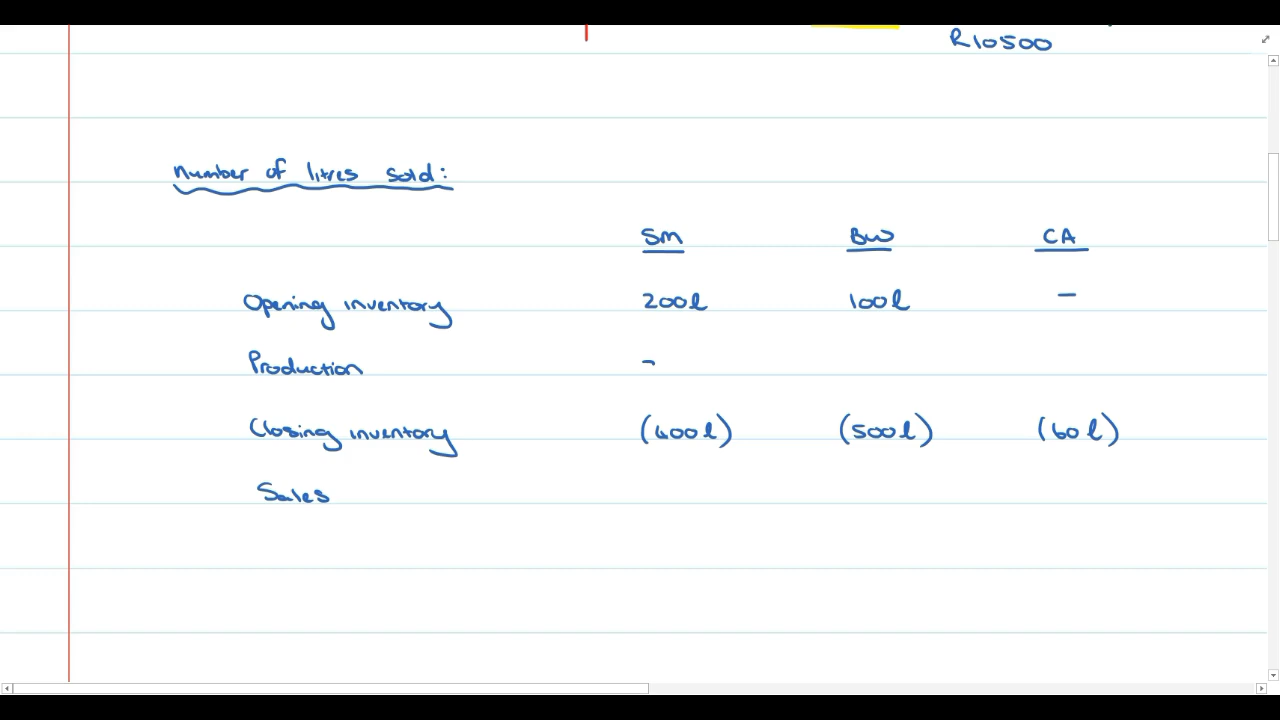 R10500
Number of litres sold:
SM BW CA
Opening inventory 200l 100l -
Production
Closing inventory (400l) (500l) (60l)
Sales